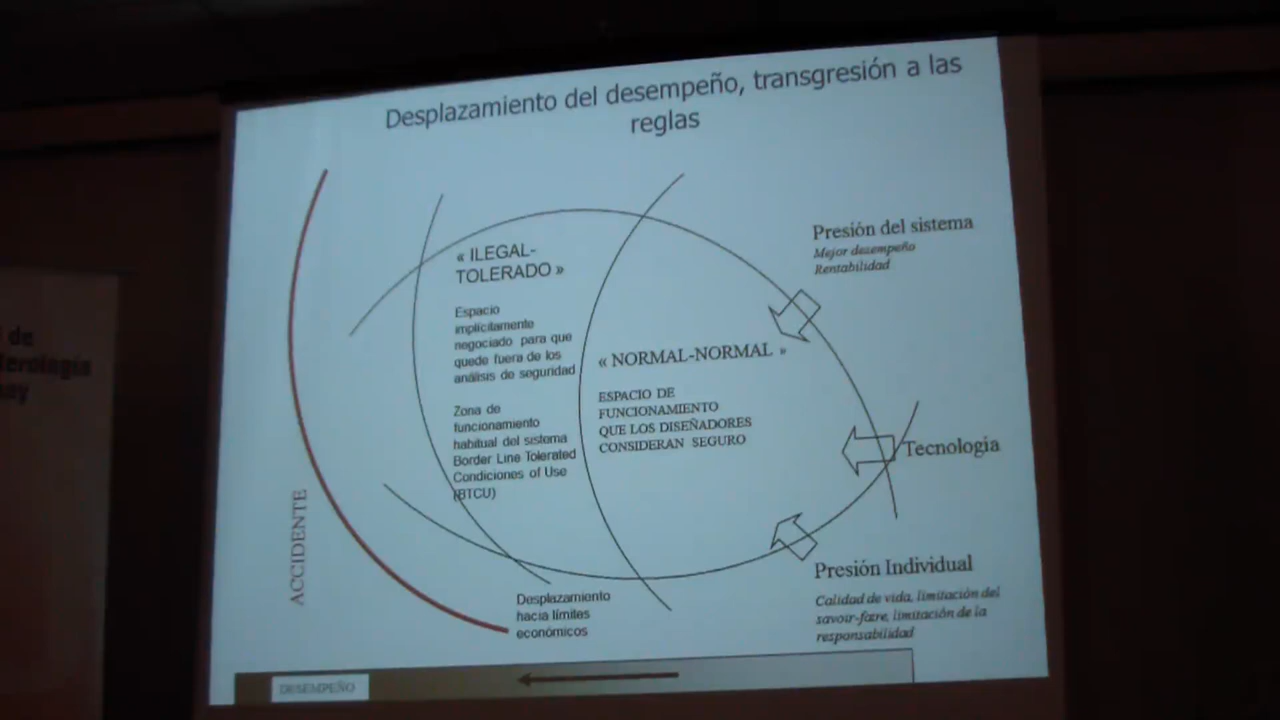 Desplazamiento del desempeño, transgresión a las
reglas
« ILEGAL-
TOLERADO »
Espacio
implícitamente
negociado para que
quede fuera de los
análisis de seguridad
Zona de
funcionamiento
habitual del sistema
Border Line Tolerated
Condiciones of Use
(BTCU)
« NORMAL-NORMAL »
ESPACIO DE
FUNCIONAMIENTO
QUE LOS DISEÑADORES
CONSIDERAN SEGURO
Presión del sistema
Mejor desempeño
Rentabilidad
Tecnología
Presión Individual
Calidad de vida, limitación del
savoir-faire, limitación de la
responsabilidad
ACCIDENTE
Desplazamiento
hacia límites
económicos
DESEMPEÑO
de